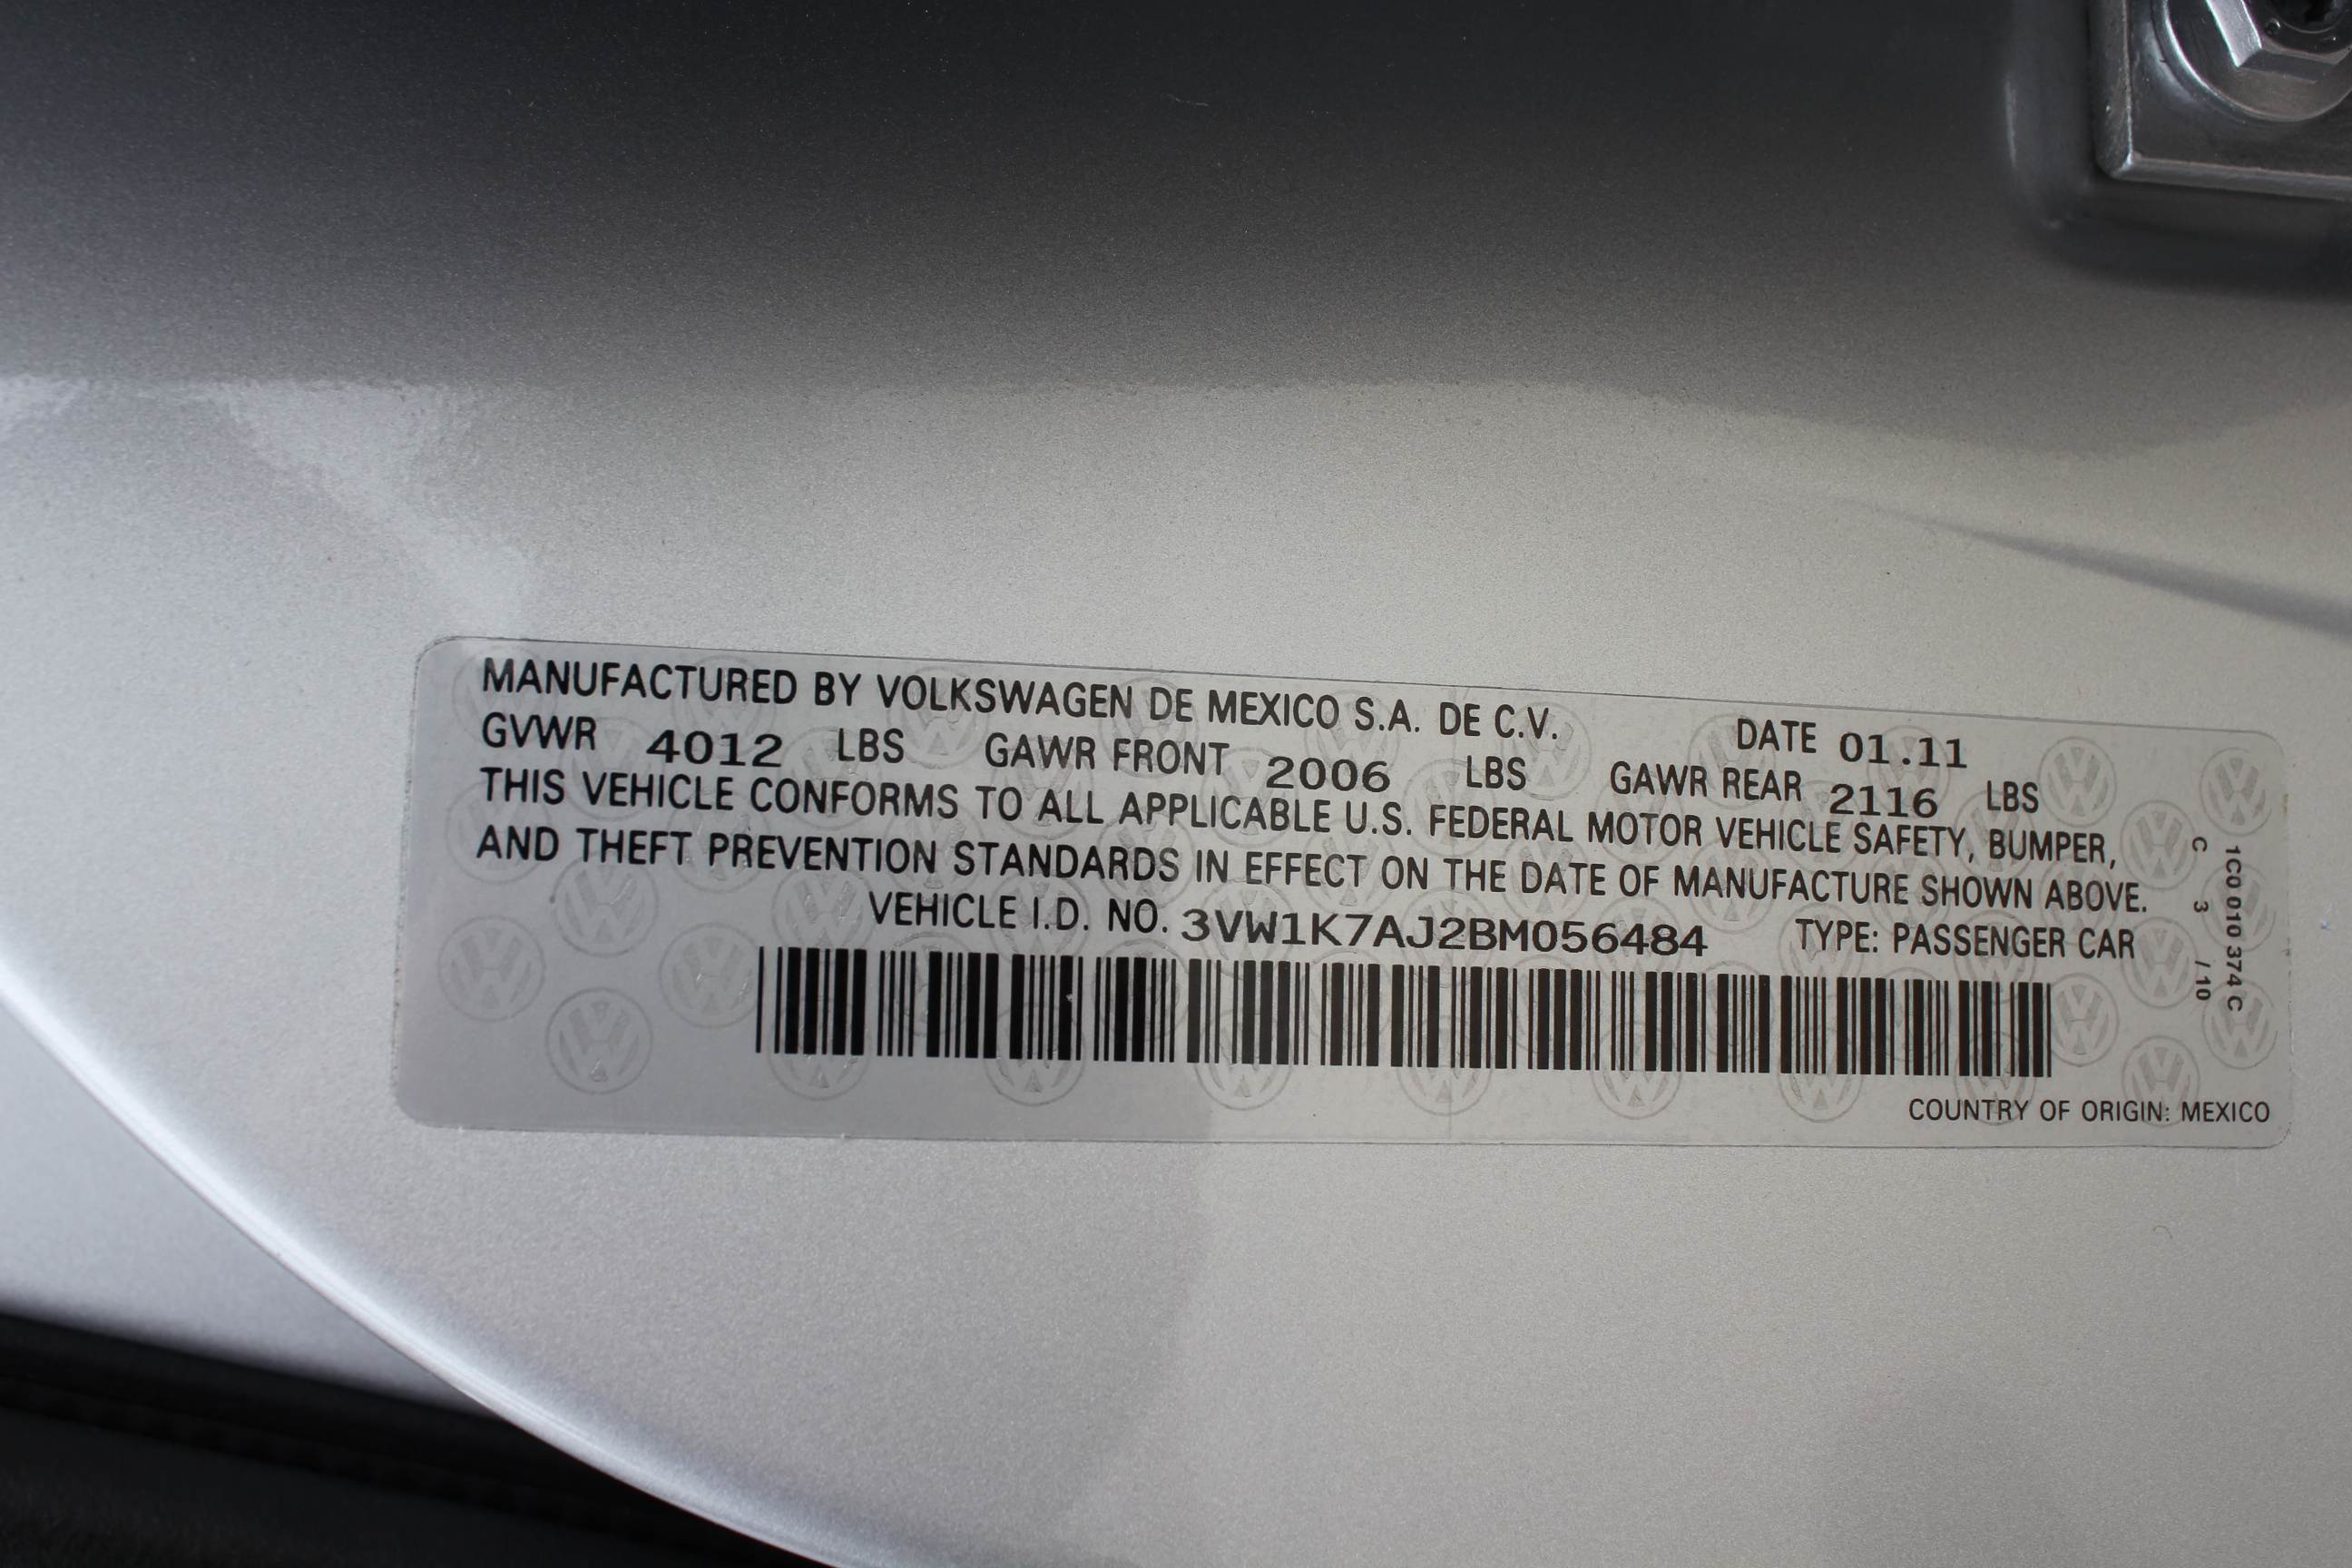 MANUFACTURED BY VOLKSWAGEN DE MEXICO S.A. DE C.V. DATE 01.11
GVWR 4012 LBS GAWR FRONT 2006 LBS GAWR REAR 2116 LBS
THIS VEHICLE CONFORMS TO ALL APPLICABLE U.S. FEDERAL MOTOR VEHICLE SAFETY, BUMPER,
AND THEFT PREVENTION STANDARDS IN EFFECT ON THE DATE OF MANUFACTURE SHOWN ABOVE.
VEHICLE I.D. NO. 3VW1K7AJ2BM056484 TYPE: PASSENGER CAR
COUNTRY OF ORIGIN: MEXICO
1C0 010 374 C
C 3 /10